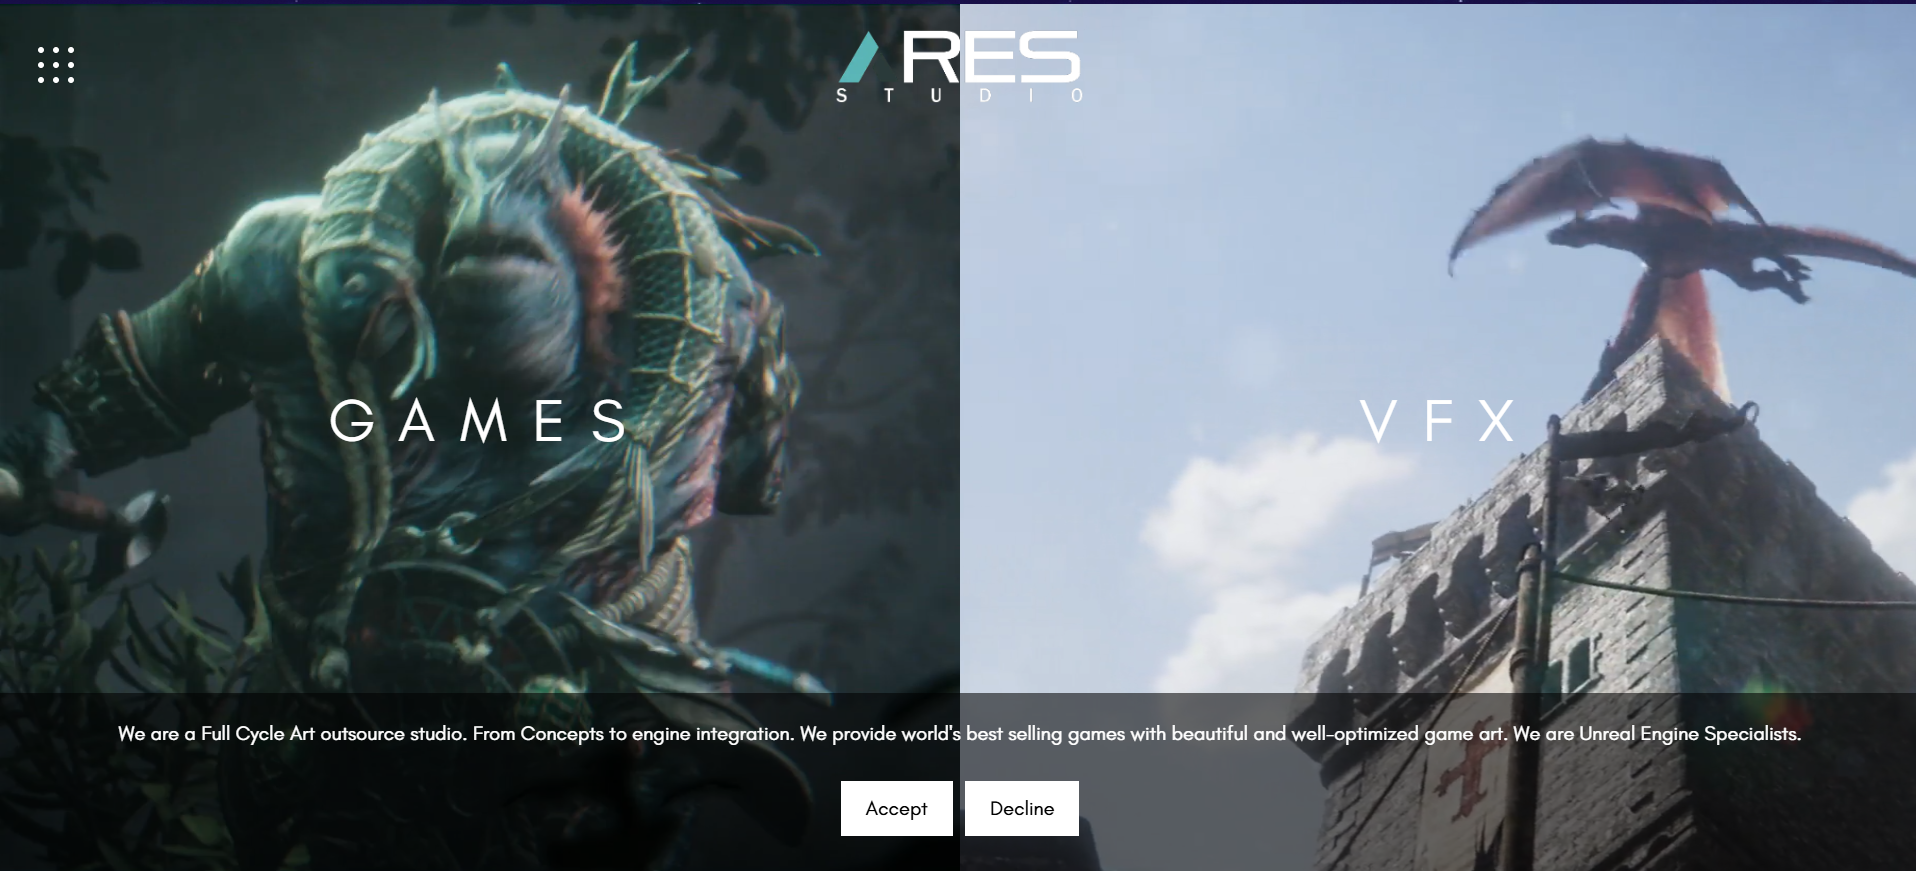 ARES
STUDIO
GAMES
VFX
We are a Full Cycle Art outsource studio. From Concepts to engine integration. We provide world's best selling games with beautiful and well-optimized game art. We are Unreal Engine Specialists.
Accept
Decline